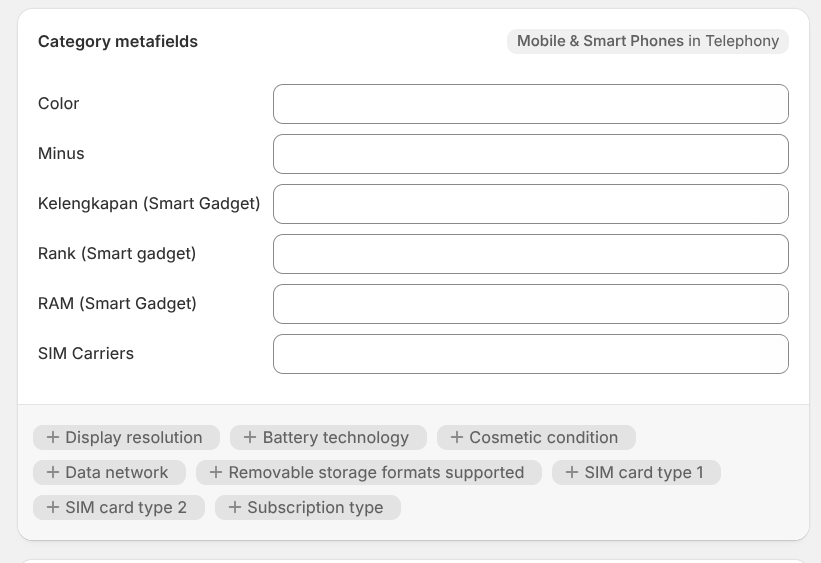 Category metafields
Mobile & Smart Phones in Telephony
Color
Minus
Kelengkapan (Smart Gadget)
Rank (Smart gadget)
RAM (Smart Gadget)
SIM Carriers
+ Display resolution
+ Battery technology
+ Cosmetic condition
+ Data network
+ Removable storage formats supported
+ SIM card type 1
+ SIM card type 2
+ Subscription type